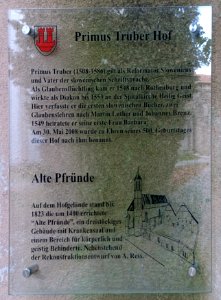 Primus Truber Hof
Primus Truber (1508-1586) gilt als Reformator Sloweniens
und Vater der slowenischen Schriftsprache.
Als Glaubensflüchtling kam er 1548 nach Rothenburg und
wirkte als Diakon bis 1553 an der Spitalkirche Heilig Geist.
Hier verfasste er die ersten slowenischen Bücher, zwei
Glaubenslehren nach Martin Luther und Johannes Brenz.
1549 heiratete er seine erste Frau Barbara.
Am 30. Mai 2008 wurde zu Ehren seines 500. Geburtstages
dieser Hof nach ihm benannt.
Alte Pfründe
Auf dem Hofgelände stand bis
1823 die um 1400 errichtete
"Alte Pfründe", ein dreistöckiges
Gebäude mit Krankensaal und
einem Bereich für körperlich und
geistig Behinderte. Nebenstehend
der Rekonstruktionsentwurf von A. Ress.